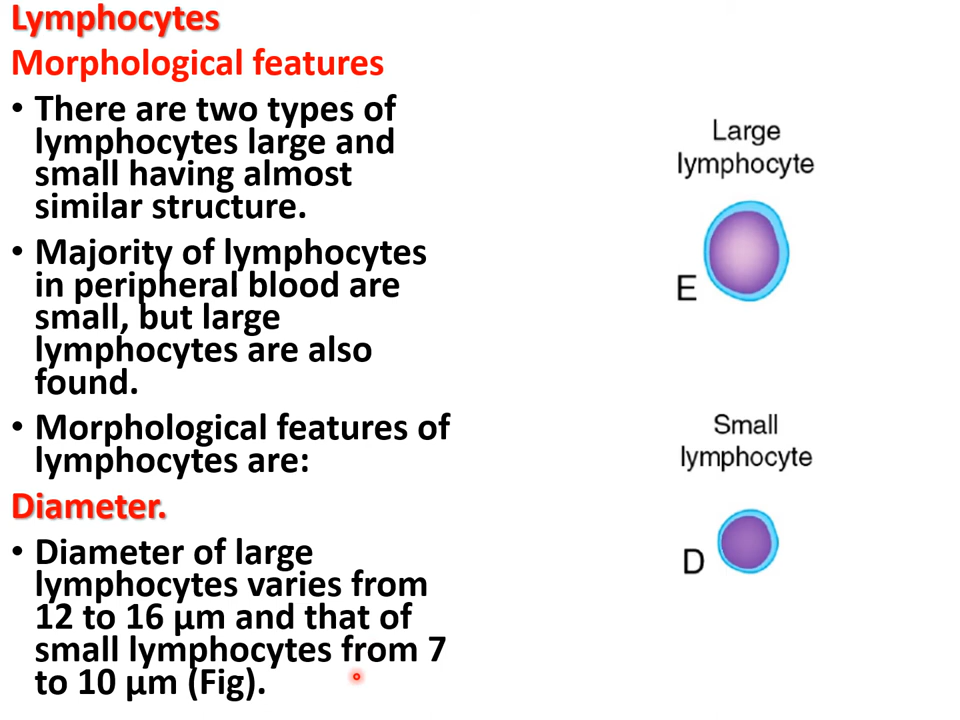 Lymphocytes
Morphological features
• There are two types of
lymphocytes large and
small having almost
similar structure.
• Majority of lymphocytes
in peripheral blood are
small, but large
lymphocytes are also
found.
• Morphological features of
lymphocytes are:
Diameter.
• Diameter of large
lymphocytes varies from
12 to 16 μm and that of
small lymphocytes from 7
to 10 μm (Fig).
Large
lymphocyte
E
Small
lymphocyte
D